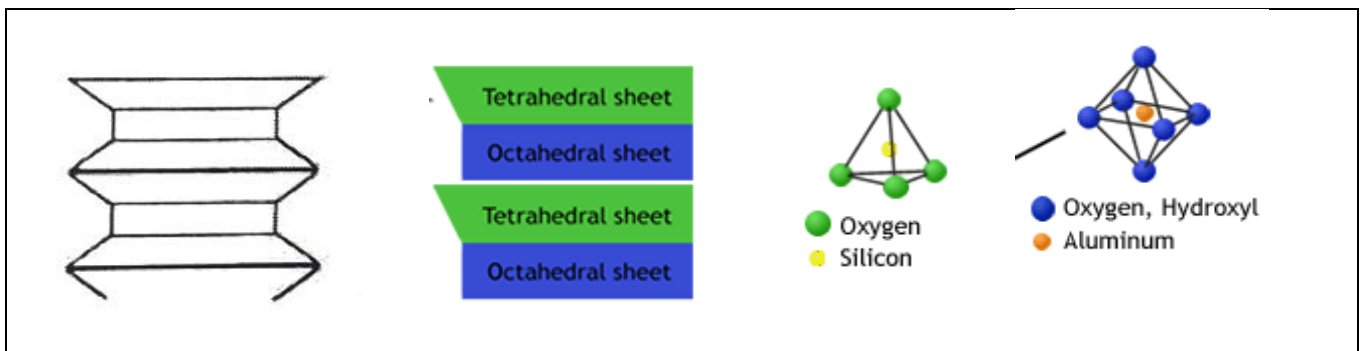 Tetrahedral sheet
Octahedral sheet
Tetrahedral sheet
Octahedral sheet
Oxygen
Silicon
Oxygen, Hydroxyl
Aluminum